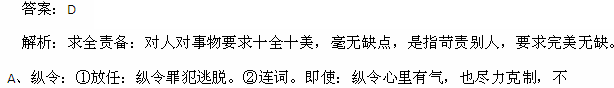 答案：D
解析：求全责备：对人对事物要求十全十美，毫无缺点，是指苛责别人，要求完美无缺。
A、纵令：①放任：纵令罪犯逃脱。②连词。即使：纵令心里有气，也尽力克制，不